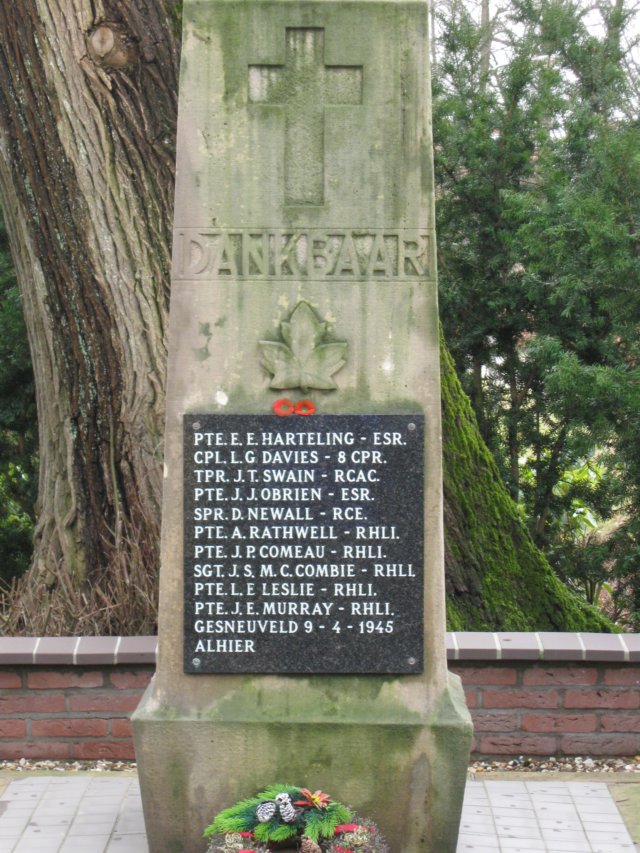 DANKBAAR
PTE. E. E. HARTELING - ESR.
CPL. L. G. DAVIES - 8 CPR.
TPR. J. T. SWAIN - RCAC.
PTE. J. J. OBRIEN - ESR.
SPR. D. NEWALL - RCE.
PTE. A. RATHWELL - RHLI.
PTE. J. P. COMEAU - RHLI.
SGT. J. S. M. C. COMBIE - RHLI.
PTE. L. E LESLIE - RHLI.
PTE. J. E. MURRAY - RHLI.
GESNEUVELD 9 - 4 - 1945
ALHIER